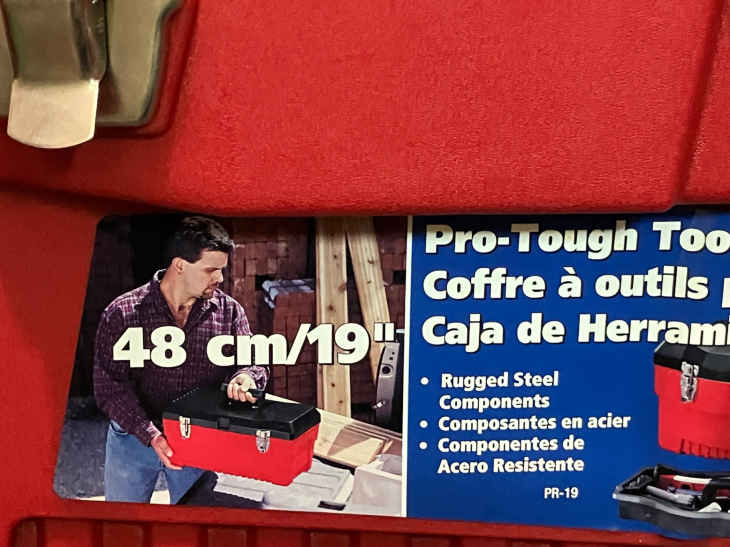 48 cm/19"
Pro-Tough Too
Coffre à outils
Caja de Herrami
• Rugged Steel
Components
• Composantes en acier
• Componentes de
Acero Resistente
PR-19